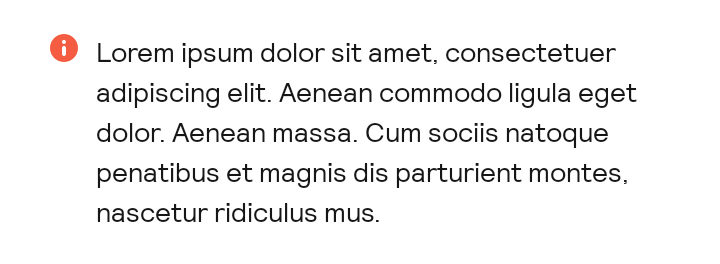 Lorem ipsum dolor sit amet, consectetuer
adipiscing elit. Aenean commodo ligula eget
dolor. Aenean massa. Cum sociis natoque
penatibus et magnis dis parturient montes,
nascetur ridiculus mus.